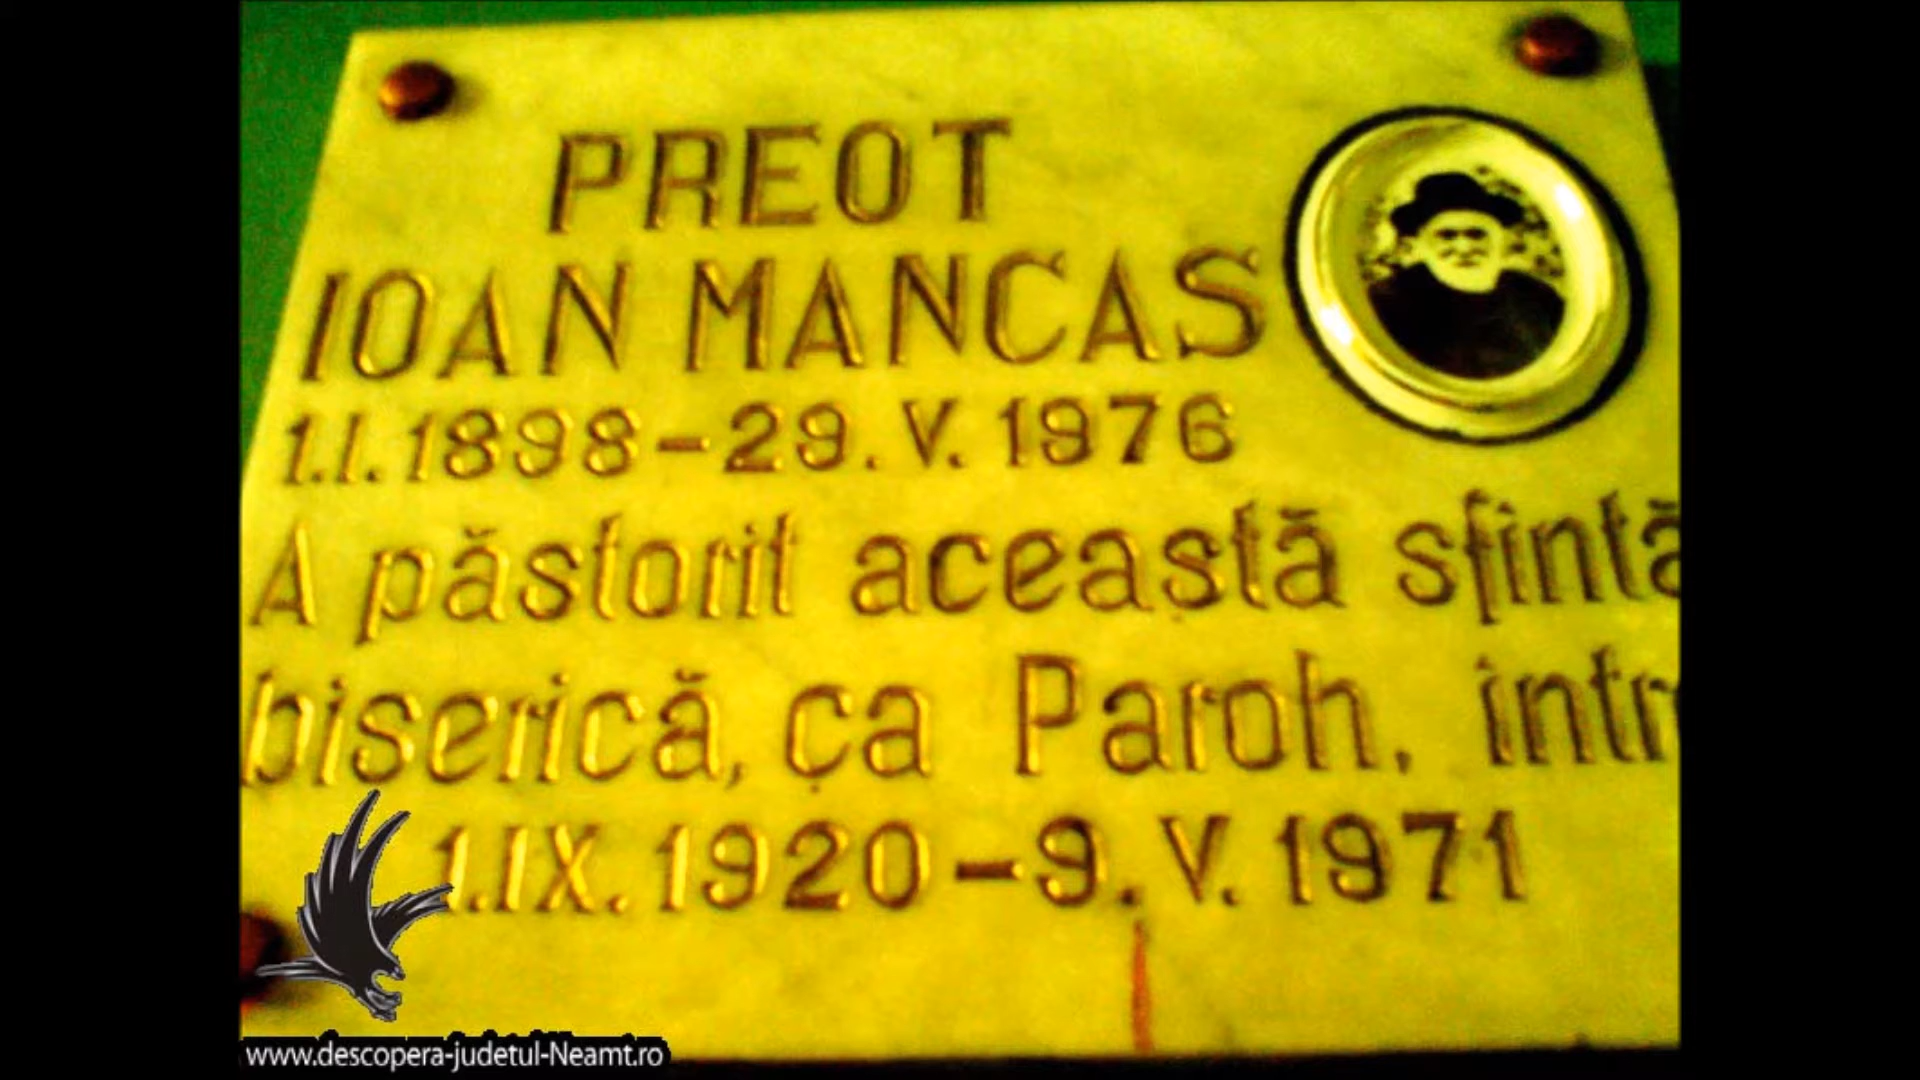 PREOT
IOAN MANCAS
1.I.1898-29.V.1976
A păstorit această sfintă
biserică, ca Paroh, intr
1.IX.1920-9.V.1971
www.descopera-judetul-Neamt.ro